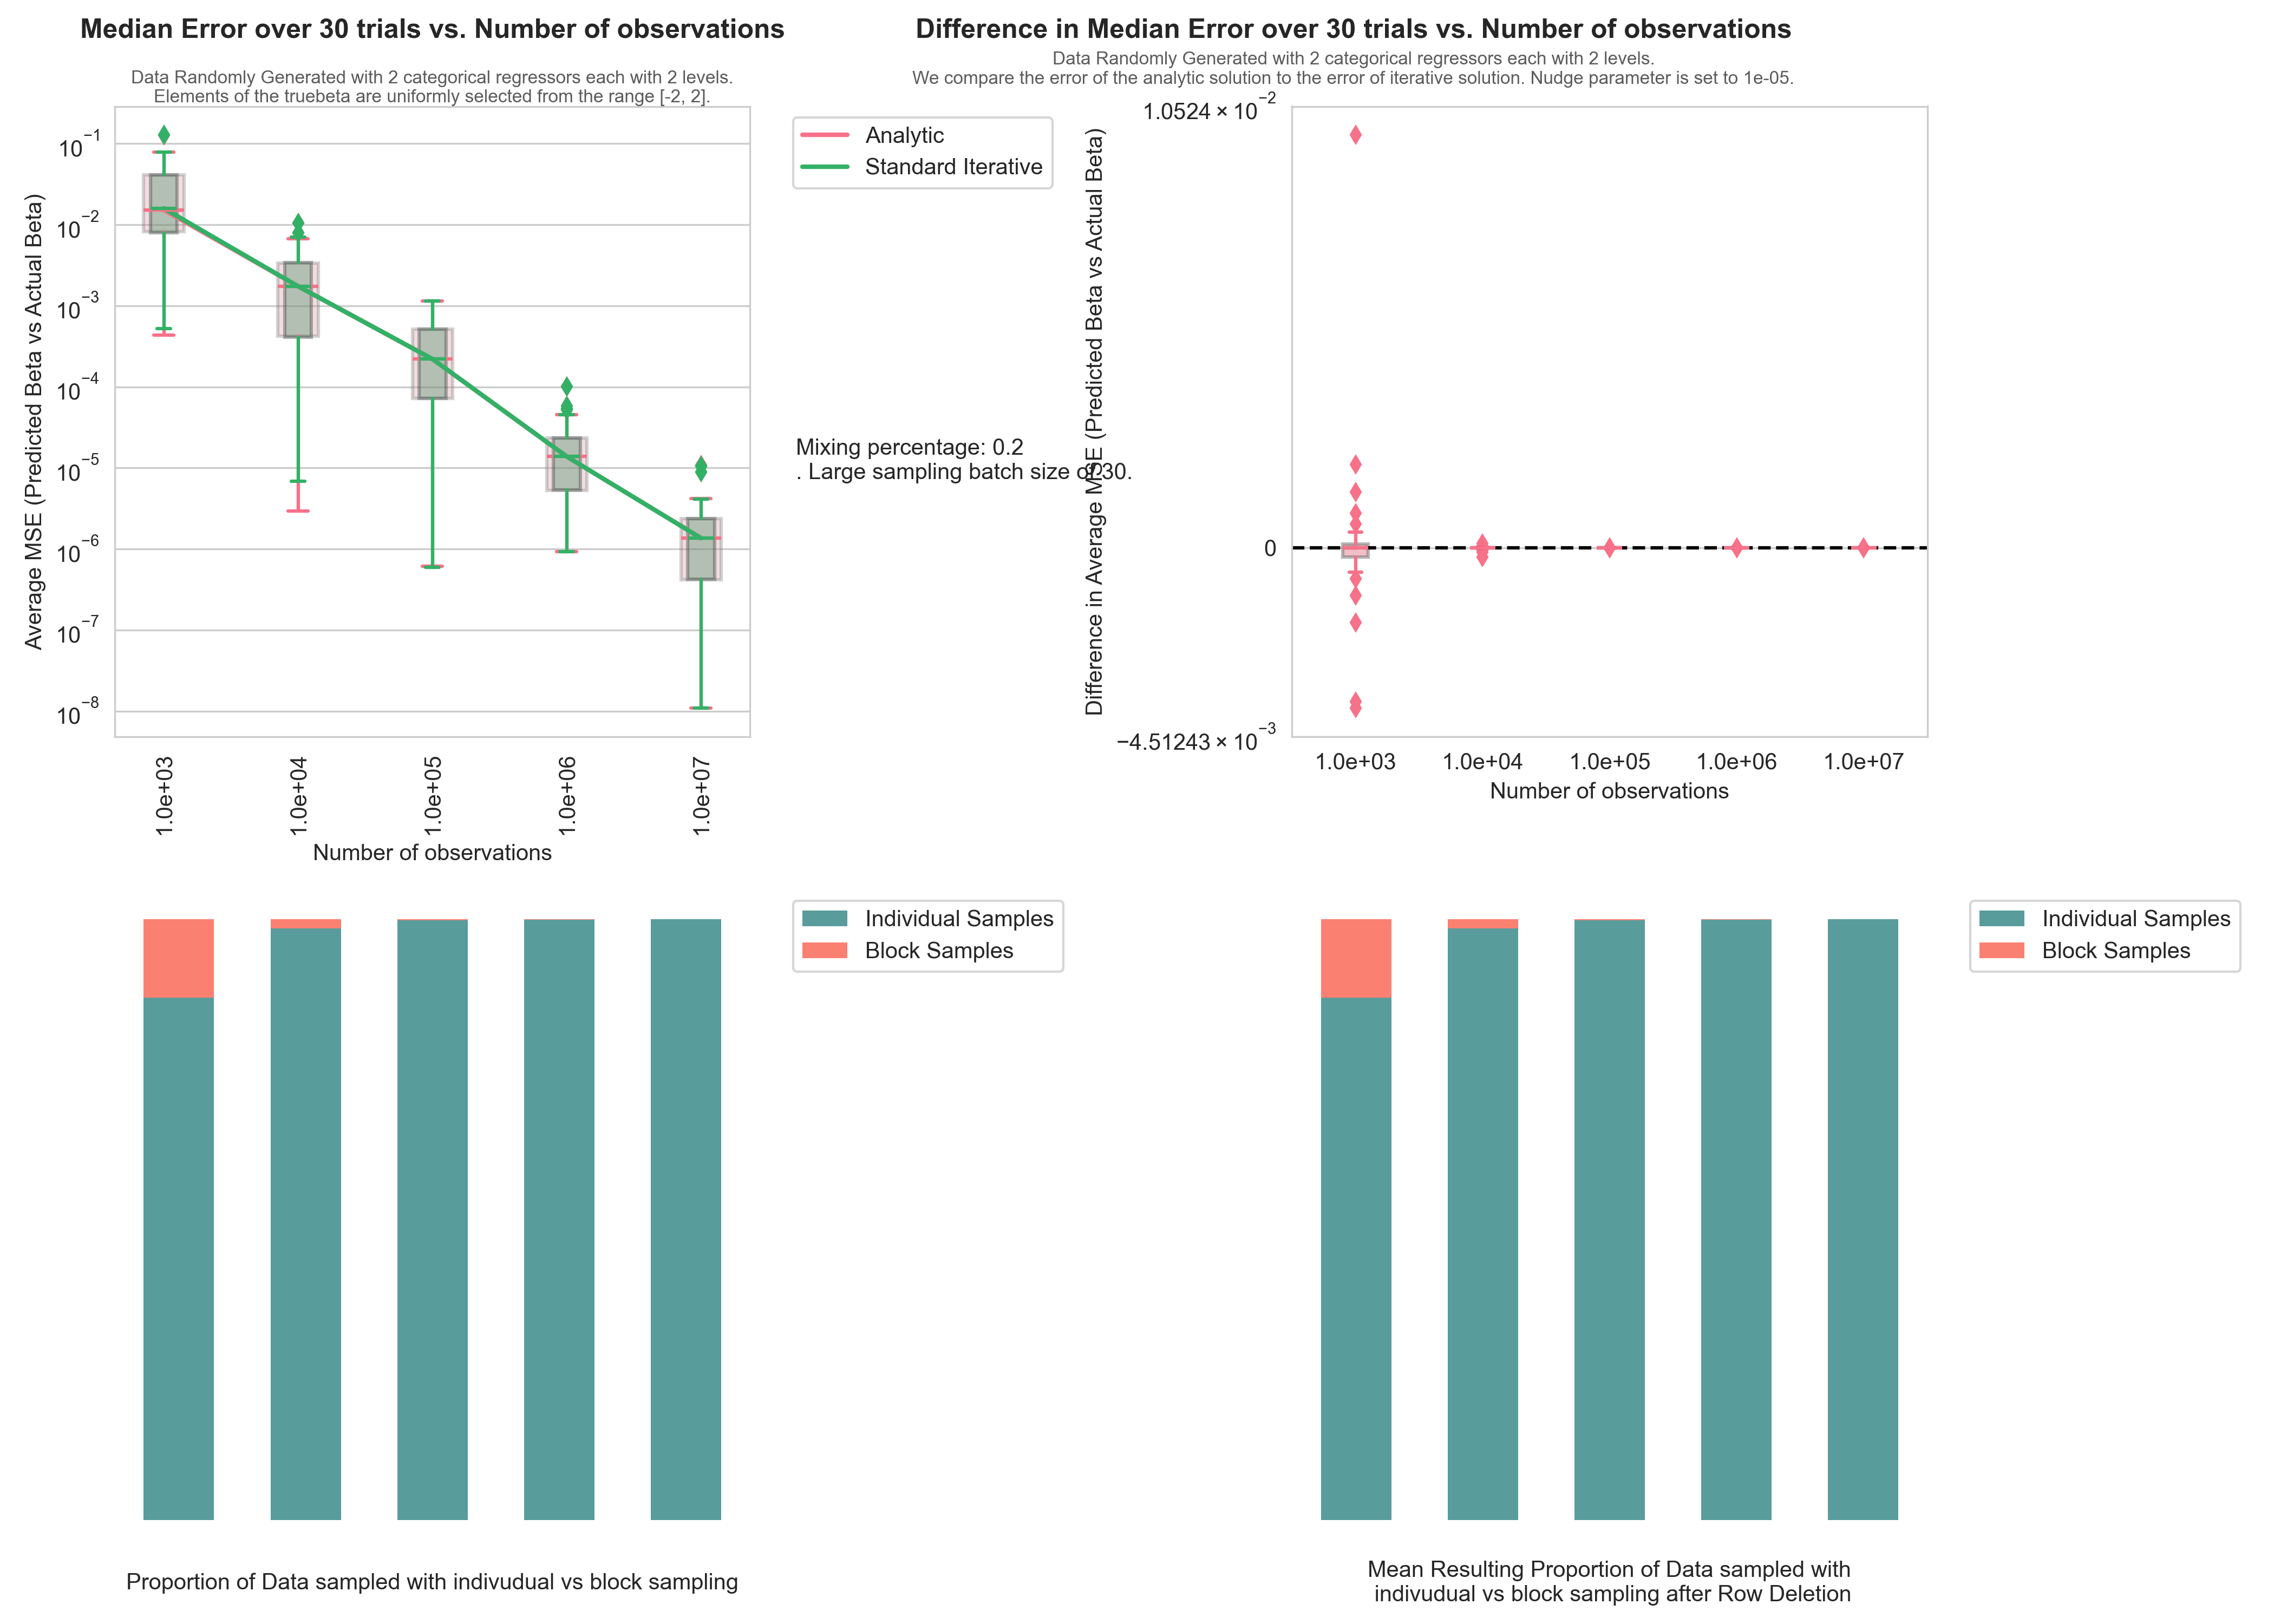 Median Error over 30 trials vs. Number of observations
Data Randomly Generated with 2 categorical regressors each with 2 levels.
Elements of the truebeta are uniformly selected from the range [-2, 2].
Average MSE (Predicted Beta vs Actual Beta)
10⁻¹
10⁻²
10⁻³
10⁻⁴
10⁻⁵
10⁻⁶
10⁻⁷
10⁻⁸
1.0e+03
1.0e+04
1.0e+05
1.0e+06
1.0e+07
Number of observations
Analytic
Standard Iterative
Mixing percentage: 0.2
. Large sampling batch size of 30.
Difference in Median Error over 30 trials vs. Number of observations
Data Randomly Generated with 2 categorical regressors each with 2 levels.
We compare the error of the analytic solution to the error of iterative solution. Nudge parameter is set to 1e-05.
Difference in Average MSE (Predicted Beta vs Actual Beta)
1.0524 × 10⁻²
0
−4.51243 × 10⁻³
1.0e+03
1.0e+04
1.0e+05
1.0e+06
1.0e+07
Number of observations
Individual Samples
Block Samples
Proportion of Data sampled with indivudual vs block sampling
Individual Samples
Block Samples
Mean Resulting Proportion of Data sampled with
indivudual vs block sampling after Row Deletion